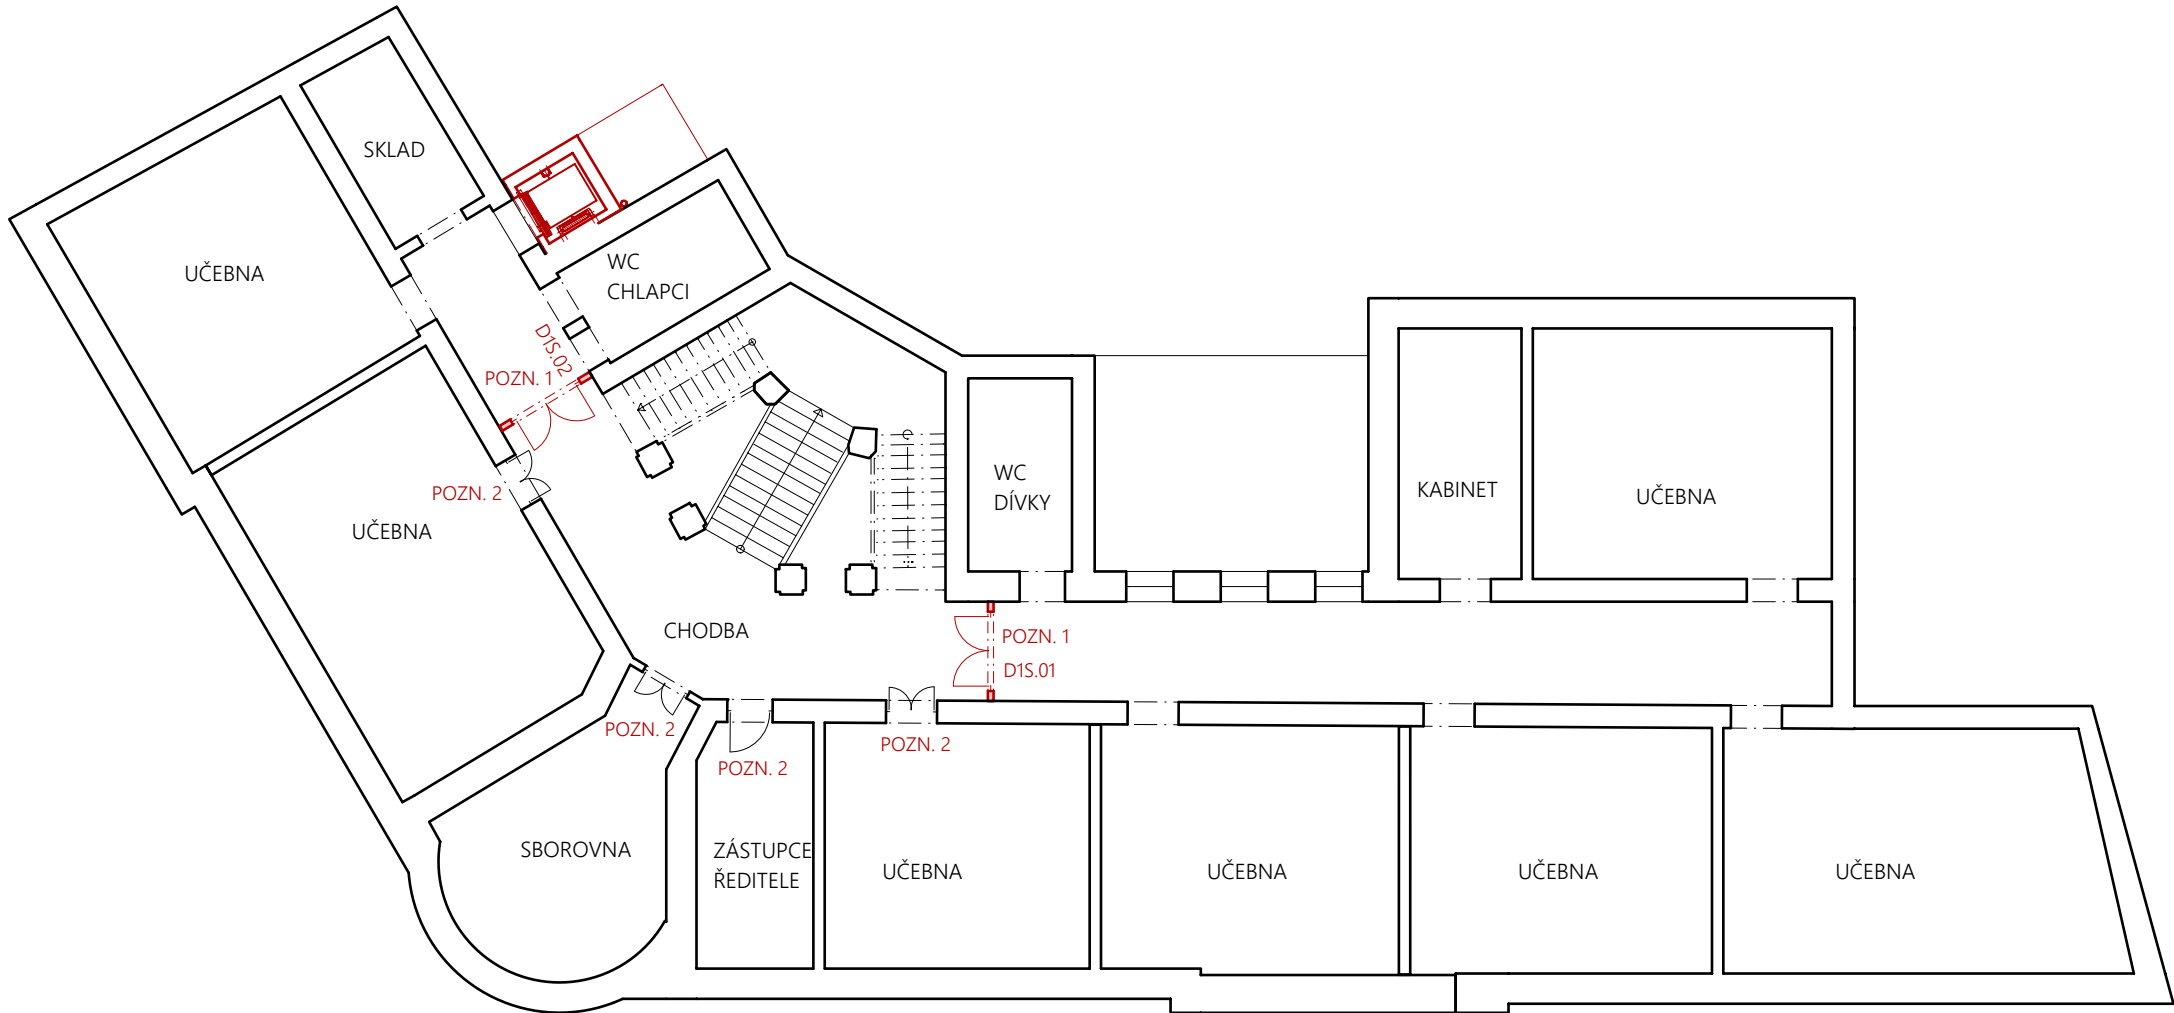 SKLAD
UČEBNA
WC
CHLAPCI
D1S.02
POZN. 1
POZN. 2
UČEBNA
WC
DÍVKY
KABINET
UČEBNA
CHODBA
POZN. 1
D1S.01
POZN. 2
POZN. 2
POZN. 2
SBOROVNA
ZÁSTUPCE
ŘEDITELE
UČEBNA
UČEBNA
UČEBNA
UČEBNA